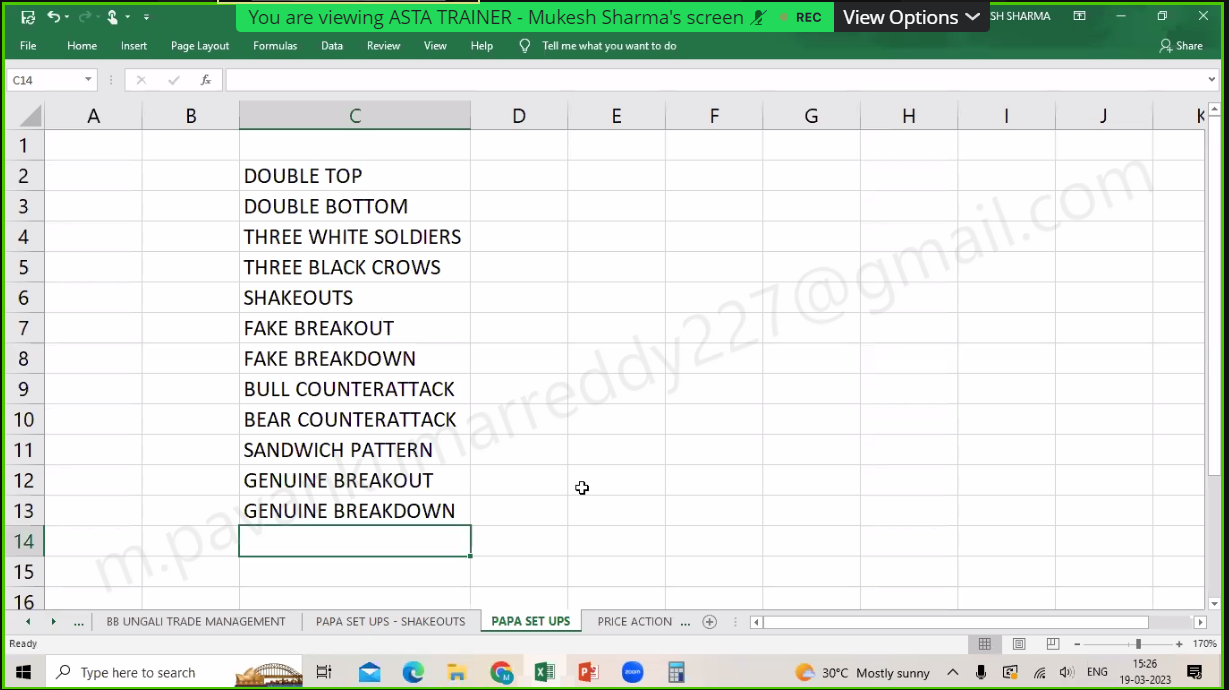 You are viewing ASTA TRAINER - Mukesh Sharma's screen REC View Options SH SHARMA
File Home Insert Page Layout Formulas Data Review View Help Tell me what you want to do Share
C14 fx
A B C D E F G H I J K
1
2 DOUBLE TOP
3 DOUBLE BOTTOM
4 THREE WHITE SOLDIERS
5 THREE BLACK CROWS
6 SHAKEOUTS
7 FAKE BREAKOUT
8 FAKE BREAKDOWN
9 BULL COUNTERATTACK
10 BEAR COUNTERATTACK
11 SANDWICH PATTERN
12 GENUINE BREAKOUT
13 GENUINE BREAKDOWN
14
15
16
m.pavankumarreddy227@gmail.com
... BB UNGALI TRADE MANAGEMENT PAPA SET UPS - SHAKEOUTS PAPA SET UPS PRICE ACTION ...
Ready 170%
Type here to search zoom 30°C Mostly sunny ENG 15:26
19-03-2023